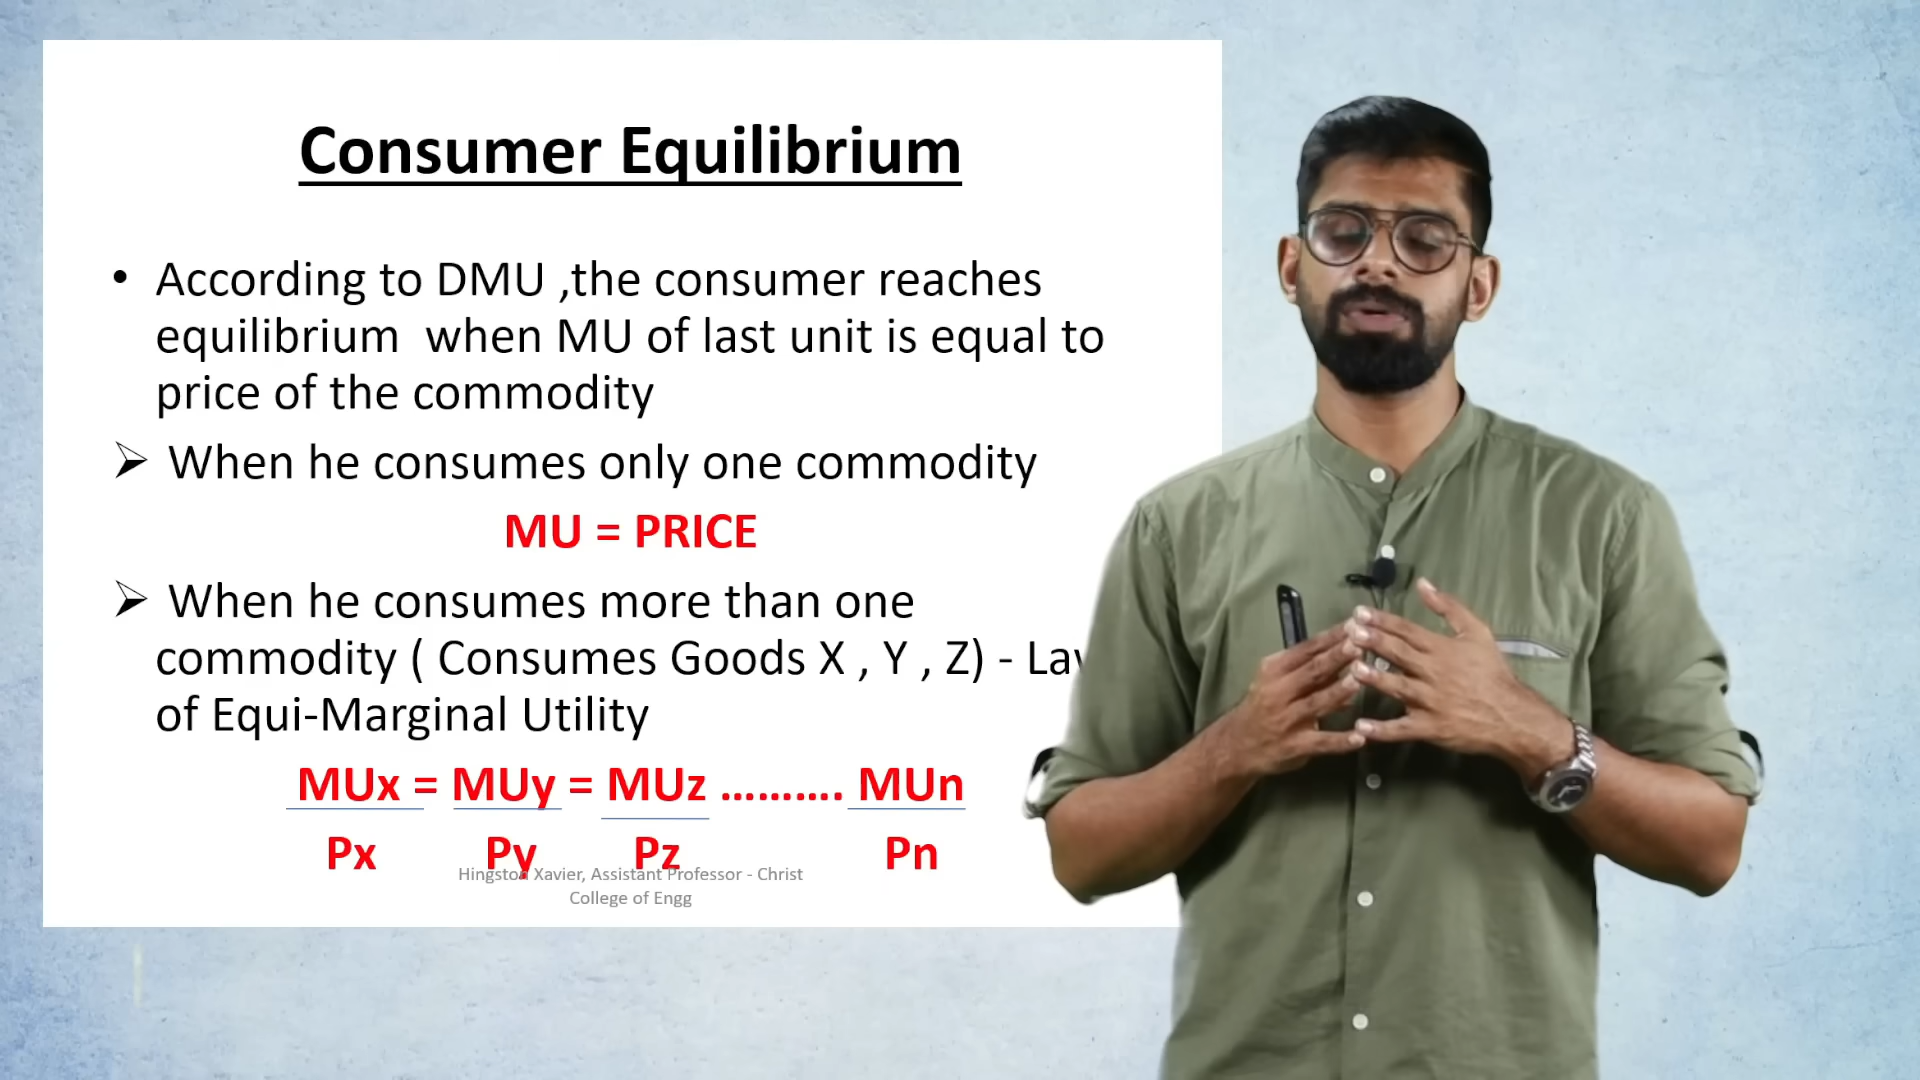 Consumer Equilibrium
• According to DMU ,the consumer reaches
equilibrium when MU of last unit is equal to
price of the commodity
➢ When he consumes only one commodity
MU = PRICE
➢ When he consumes more than one
commodity ( Consumes Goods X , Y , Z) -
of Equi-Marginal Utility
MUx = MUy = MUz .......... MUn
Px Py Pz Pn
Hingston Xavier, Assistant Professor - Christ
College of Engg